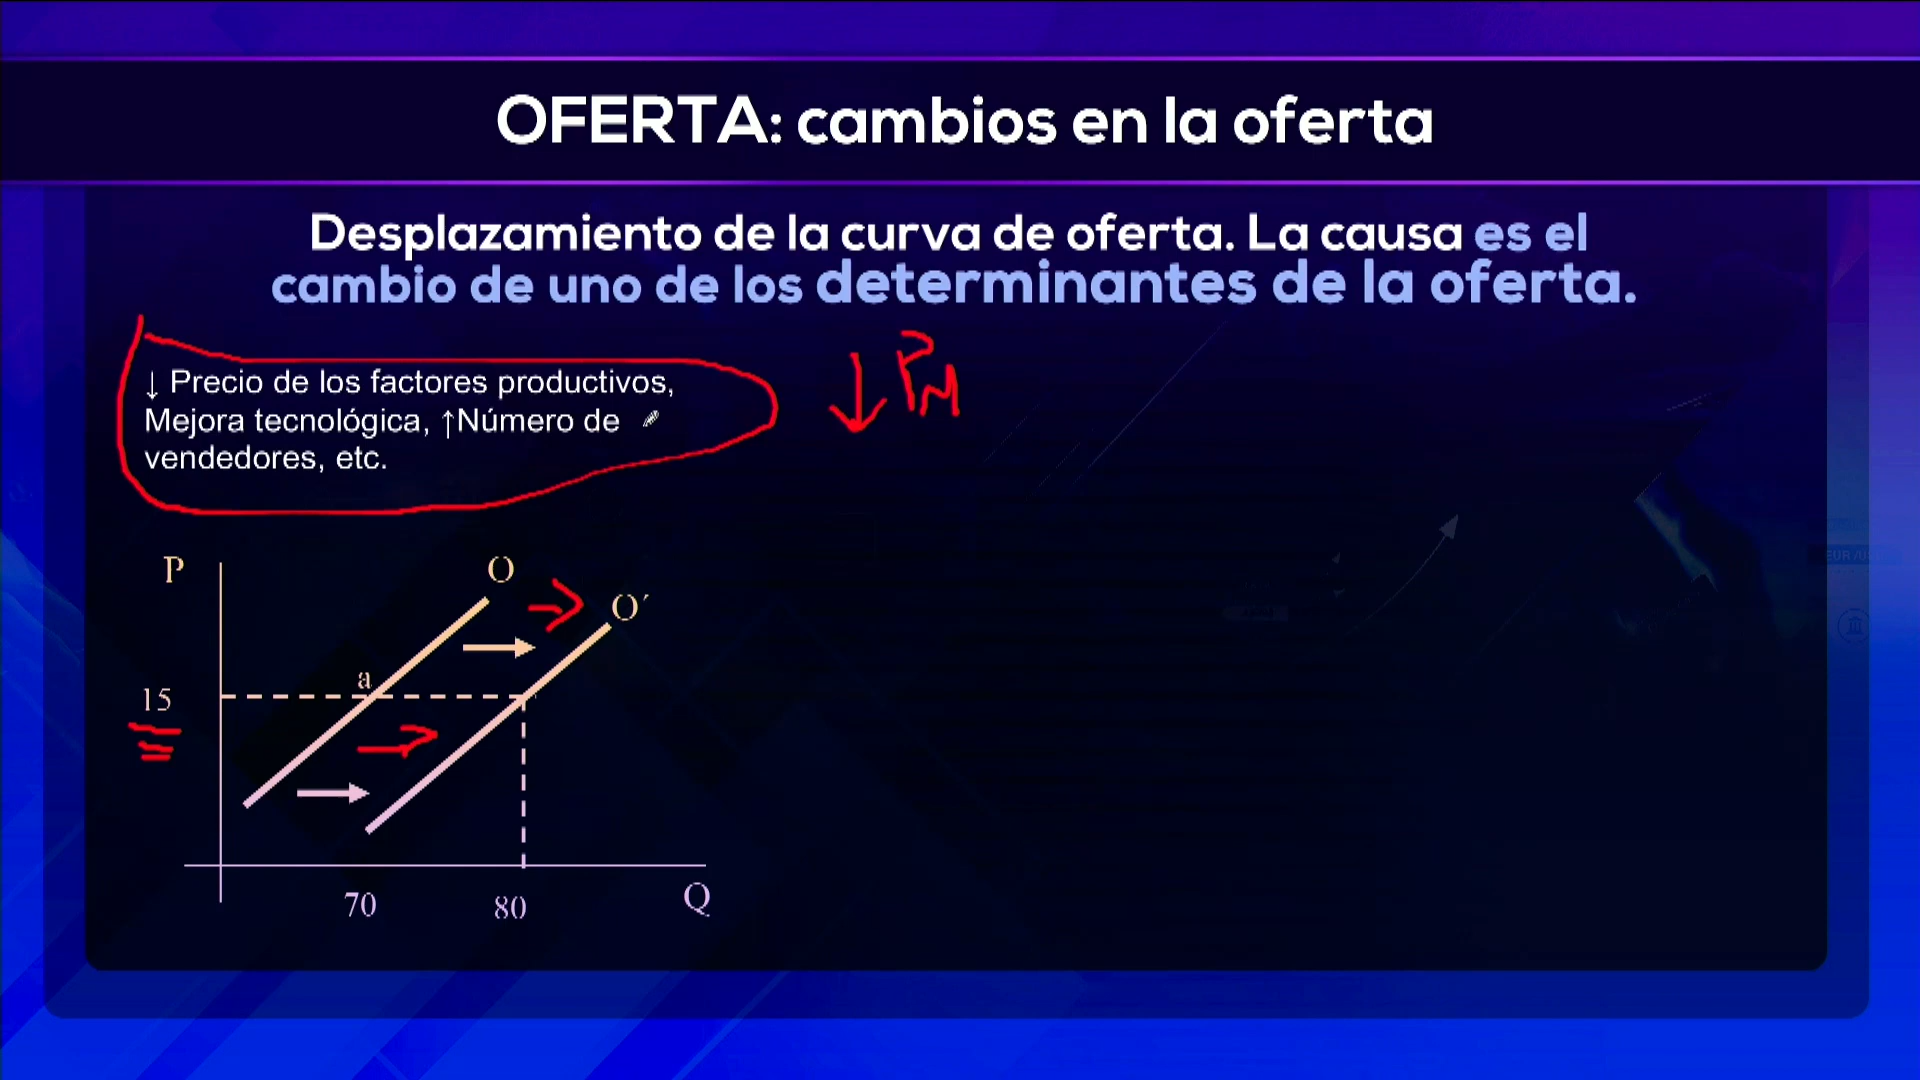 OFERTA: cambios en la oferta
Desplazamiento de la curva de oferta. La causa es el
cambio de uno de los determinantes de la oferta.
↓ Precio de los factores productivos,
Mejora tecnológica, ↑Número de
vendedores, etc.
↓ PM
P
O
O´
a
15
70
80
Q